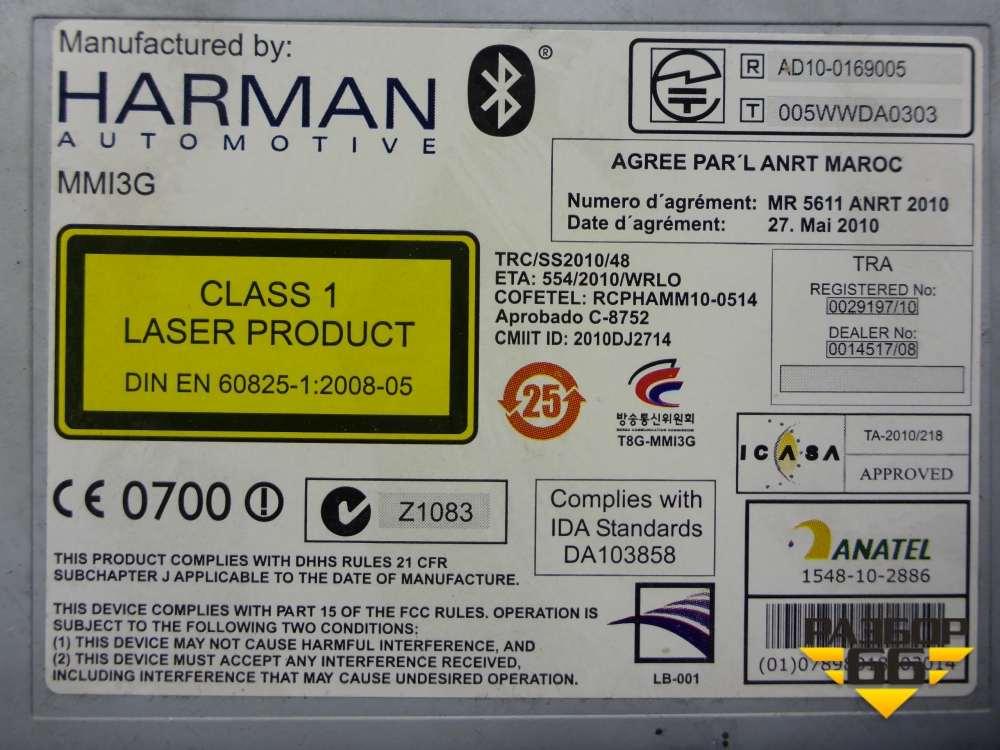 Manufactured by:
HARMAN
AUTOMOTIVE
MMI3G
®
R AD10-0169005
T 005WWDA0303
AGREE PAR´L ANRT MAROC
Numero d´agrément: MR 5611 ANRT 2010
Date d´agrément: 27. Mai 2010
CLASS 1
LASER PRODUCT
DIN EN 60825-1:2008-05
TRC/SS2010/48
ETA: 554/2010/WRLO
COFETEL: RCPHAMM10-0514
Aprobado C-8752
CMIIT ID: 2010DJ2714
TRA
REGISTERED No:
0029197/10
DEALER No:
0014517/08
25
방송통신위원회
KOREA COMMUNICATIONS COMMISSION
T8G-MMI3G
ICASA
TA-2010/218
APPROVED
CE 0700
Z1083
Complies with
IDA Standards
DA103858
ANATEL
1548-10-2886
THIS PRODUCT COMPLIES WITH DHHS RULES 21 CFR
SUBCHAPTER J APPLICABLE TO THE DATE OF MANUFACTURE.
THIS DEVICE COMPLIES WITH PART 15 OF THE FCC RULES. OPERATION IS
SUBJECT TO THE FOLLOWING TWO CONDITIONS:
(1) THIS DEVICE MAY NOT CAUSE HARMFUL INTERFERENCE, AND
(2) THIS DEVICE MUST ACCEPT ANY INTERFERENCE RECEIVED,
INCLUDING INTERFERENCE THAT MAY CAUSE UNDESIRED OPERATION.
LB-001
РАЗБОР
66